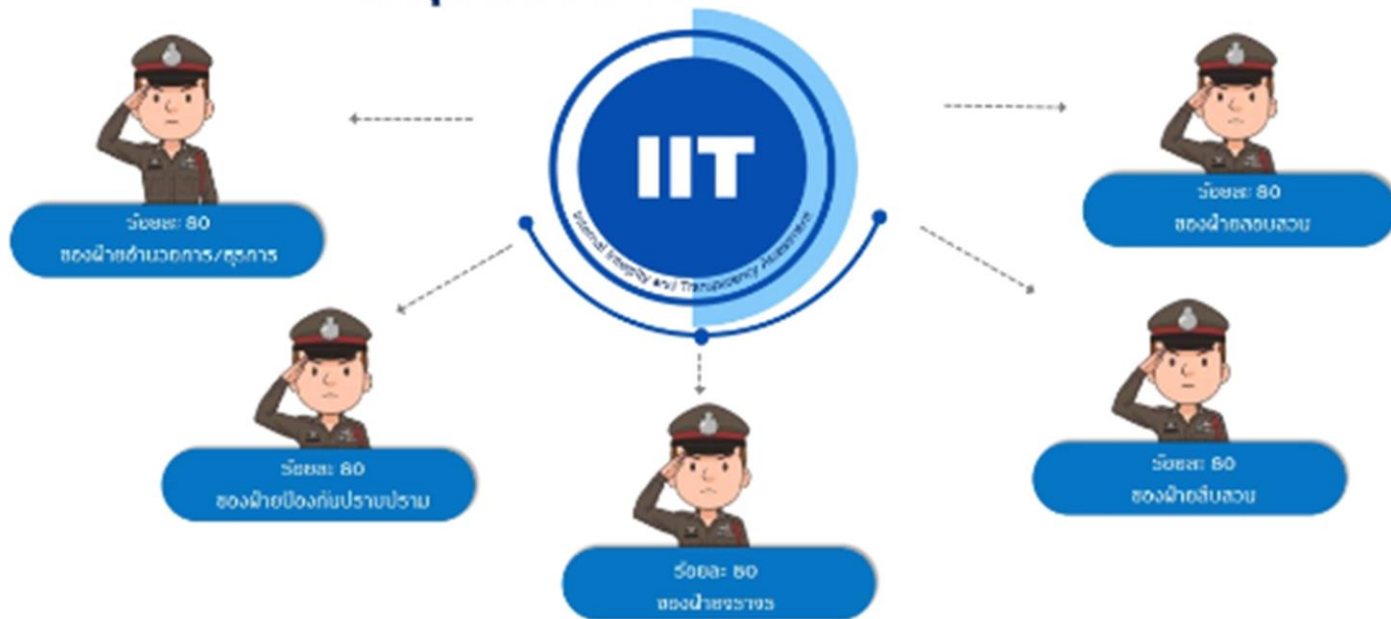 IIT
Internal Integrity and Transparency Assessment
ร้อยละ 80
ของฝ่ายอำนวยการ/ธุรการ
ร้อยละ 80
ของฝ่ายสอบสวน
ร้อยละ 80
ของฝ่ายป้องกันปราบปราม
ร้อยละ 80
ของฝ่ายสืบสวน
ร้อยละ 80
ของฝ่ายจราจร